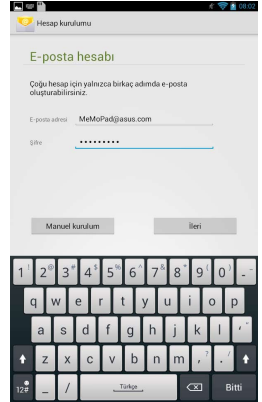 08:02
Hesap kurulumu
E-posta hesabı
Çoğu hesap için yalnızca birkaç adımda e-posta
oluşturabilirsiniz.
E-posta adresi MeMoPad@asus.com
Şifre •••••••••
Manuel kurulum İleri
1 ! 2 @ 3 # 4 $ 5 % 6 ^ 7 & 8 * 9 ( 0 ) - _
q w e r t y u i o p
a s d f g h j k l ' "
z x c v b n m , ? . /
12# _ / Türkçe Bitti